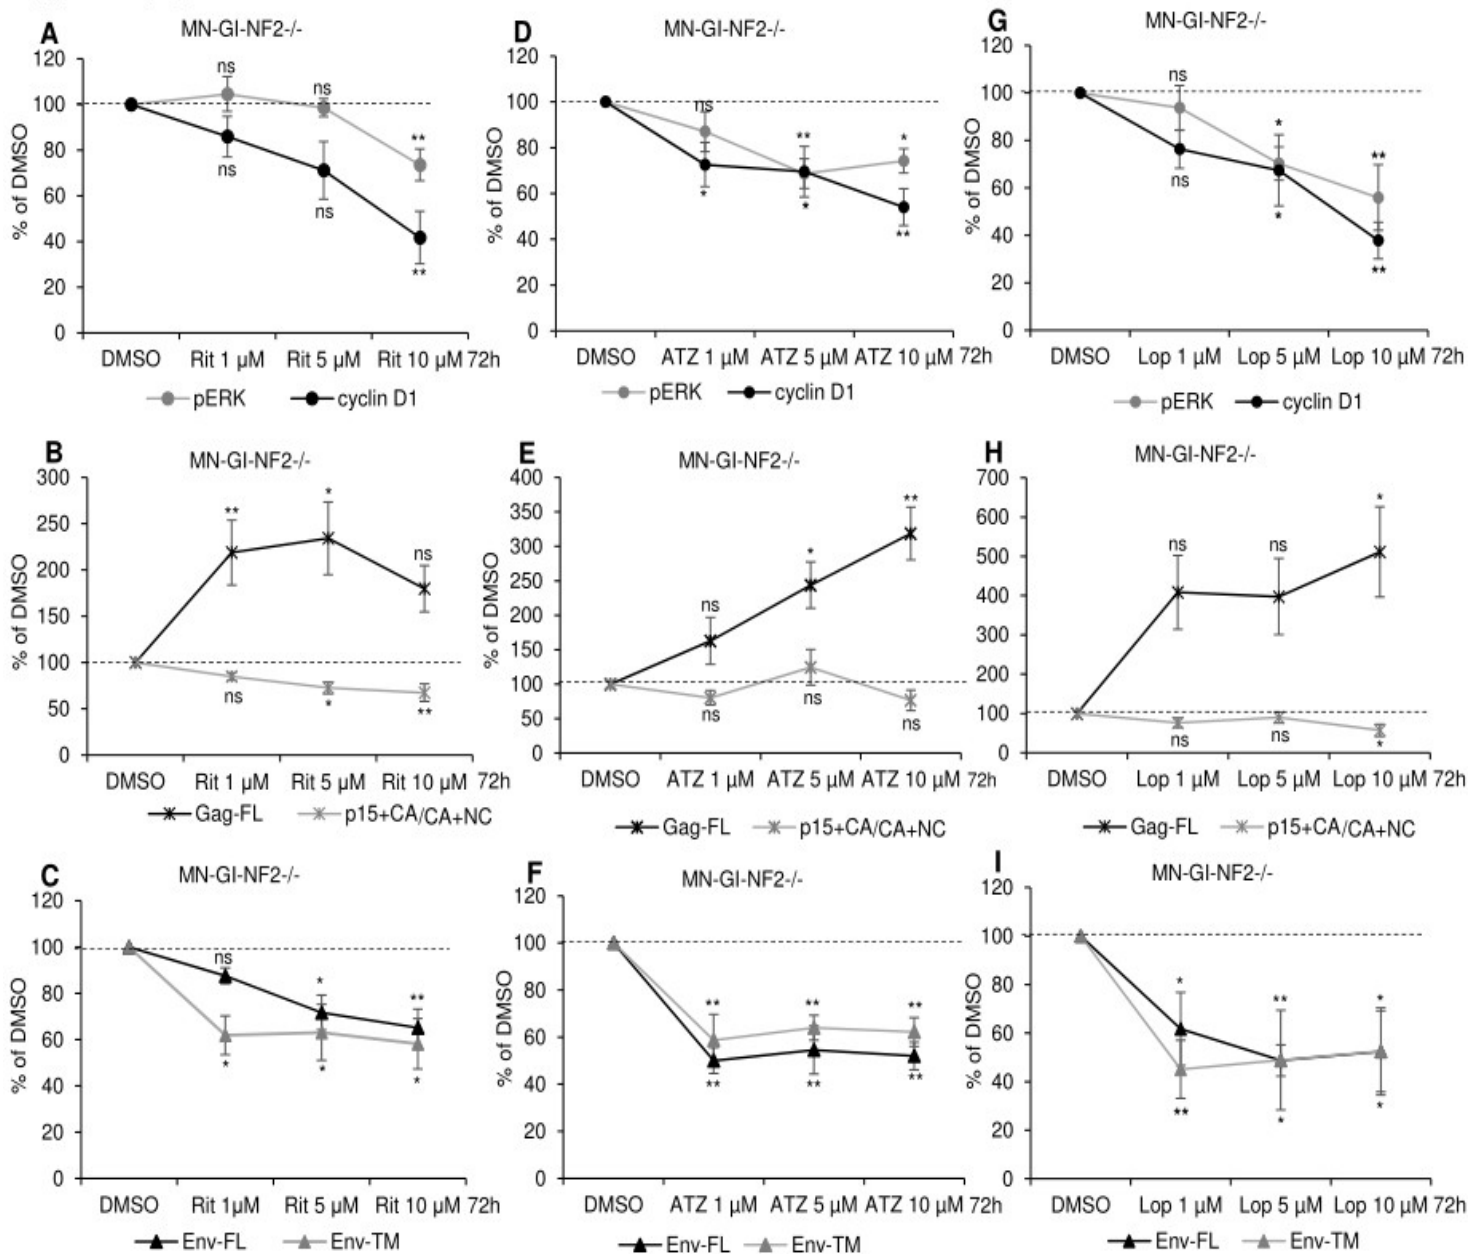 A
MN-GI-NF2-/-
120
100
80
60
40
20
0
% of DMSO
ns
ns
**
ns
ns
**
DMSO Rit 1 µM Rit 5 µM Rit 10 µM 72h
pERK cyclin D1
D
MN-GI-NF2-/-
120
100
80
60
40
20
0
% of DMSO
ns
**
*
*
*
**
DMSO ATZ 1 µM ATZ 5 µM ATZ 10 µM 72h
pERK cyclin D1
G
MN-GI-NF2-/-
120
100
80
60
40
20
0
% of DMSO
ns
*
**
ns
*
**
DMSO Lop 1 µM Lop 5 µM Lop 10 µM 72h
pERK cyclin D1
B
MN-GI-NF2-/-
300
250
200
150
100
50
0
% of DMSO
**
*
ns
ns
*
**
DMSO Rit 1 µM Rit 5 µM Rit 10 µM 72h
Gag-FL p15+CA/CA+NC
E
MN-GI-NF2-/-
400
350
300
250
200
150
100
50
0
% of DMSO
ns
*
**
ns
ns
ns
DMSO ATZ 1 µM ATZ 5 µM ATZ 10 µM 72h
Gag-FL p15+CA/CA+NC
H
MN-GI-NF2-/-
700
600
500
400
300
200
100
0
% of DMSO
ns
ns
*
ns
ns
*
DMSO Lop 1 µM Lop 5 µM Lop 10 µM 72h
Gag-FL p15+CA/CA+NC
C
MN-GI-NF2-/-
120
100
80
60
40
20
0
% of DMSO
ns
*
**
*
*
*
DMSO Rit 1µM Rit 5 µM Rit 10 µM 72h
Env-FL Env-TM
F
MN-GI-NF2-/-
120
100
80
60
40
20
0
% of DMSO
**
**
**
**
**
**
DMSO ATZ 1 µM ATZ 5 µM ATZ 10 µM 72h
Env-FL Env-TM
I
MN-GI-NF2-/-
120
100
80
60
40
20
0
% of DMSO
*
**
*
**
*
*
DMSO Lop 1 µM Lop 5 µM Lop 10 µM 72h
Env-FL Env-TM